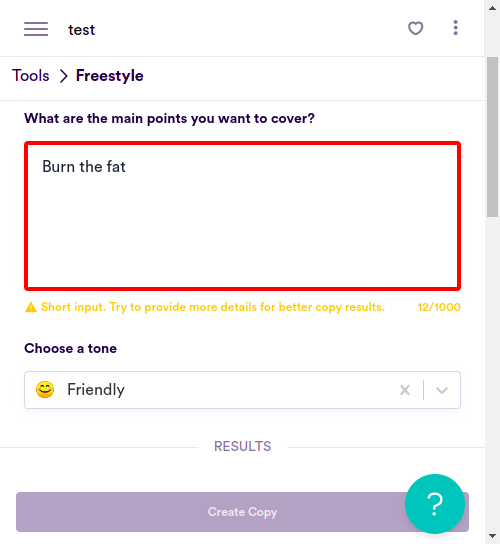 test
Tools > Freestyle
What are the main points you want to cover?
Burn the fat
Short input. Try to provide more details for better copy results. 12/1000
Choose a tone
😊 Friendly
RESULTS
Create Copy
?